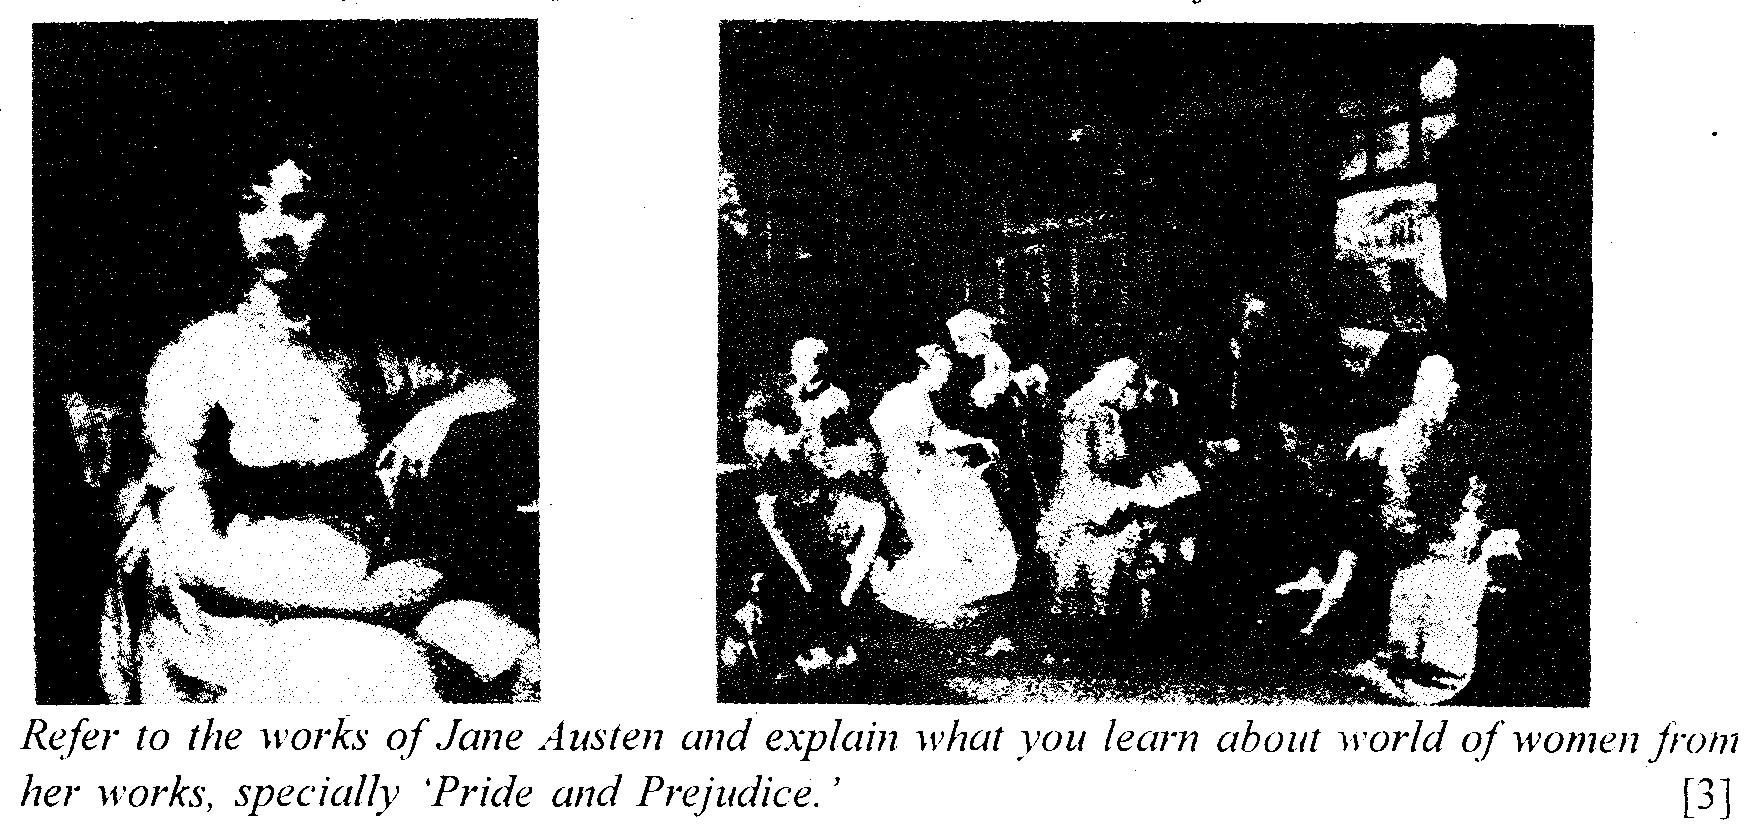 Refer to the works of Jane Austen and explain what you learn about world of women from
her works, specially 'Pride and Prejudice.' [3]